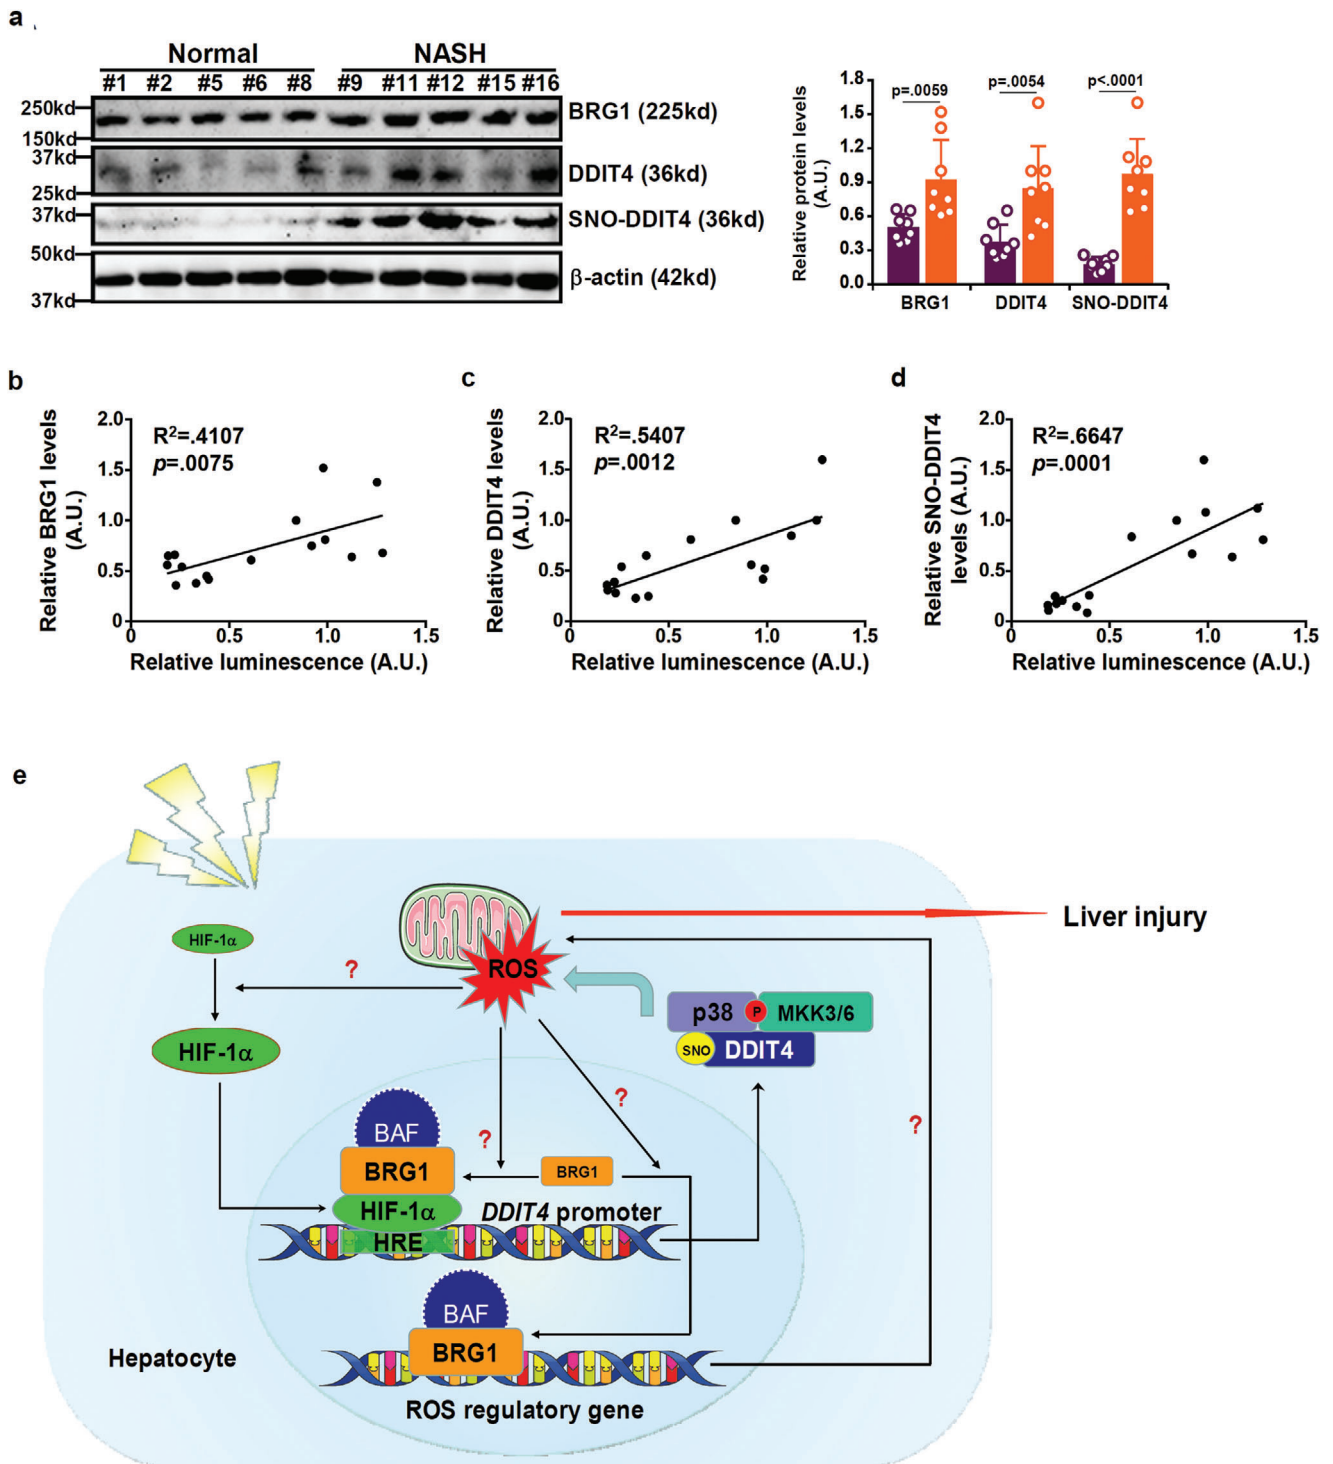 a
Normal NASH
#1 #2 #5 #6 #8 #9 #11 #12 #15 #16
250kd
150kd
BRG1 (225kd)
37kd
25kd
DDIT4 (36kd)
37kd
SNO-DDIT4 (36kd)
50kd
37kd
β-actin (42kd)
Relative protein levels
(A.U.)
1.8
1.5
1.2
0.9
0.6
0.3
0.0
p=.0059 p=.0054 p<.0001
BRG1 DDIT4 SNO-DDIT4
b
Relative BRG1 levels
(A.U.)
2.0
1.5
1.0
0.5
0
R²=.4107
p=.0075
0 0.5 1.0 1.5
Relative luminescence (A.U.)
c
Relative DDIT4 levels
(A.U.)
2.0
1.5
1.0
0.5
0
R²=.5407
p=.0012
0 0.5 1.0 1.5
Relative luminescence (A.U.)
d
Relative SNO-DDIT4
levels (A.U.)
2.0
1.5
1.0
0.5
0
R²=.6647
p=.0001
0 0.5 1.0 1.5
Relative luminescence (A.U.)
e
HIF-1α
?
ROS
Liver injury
p38 P MKK3/6
SNO DDIT4
HIF-1α
?
?
?
BAF
BRG1
BRG1
HIF-1α
DDIT4 promoter
HRE
BAF
BRG1
Hepatocyte
ROS regulatory gene